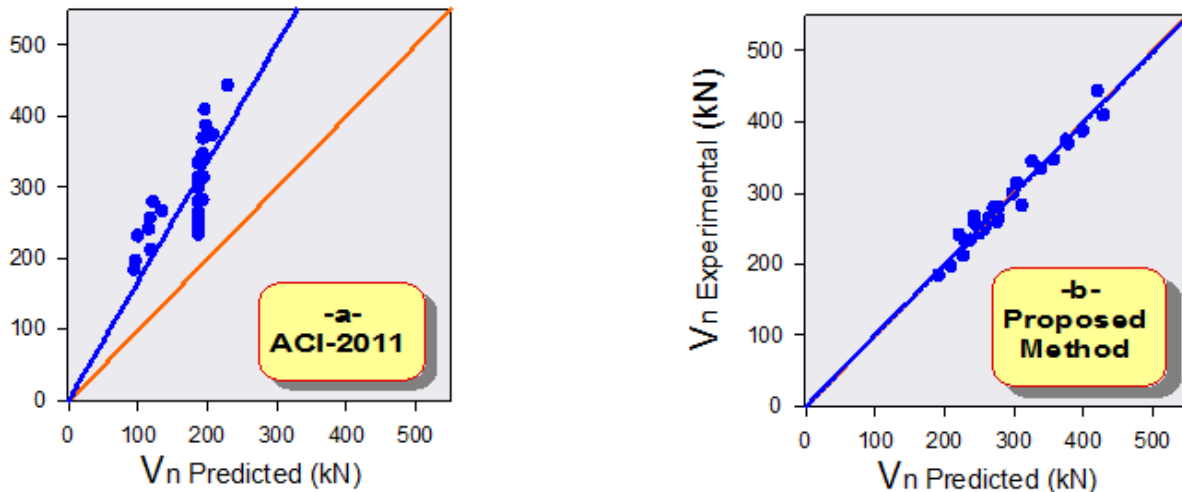 500
400
300
200
100
0
0 100 200 300 400 500
Vn Predicted (kN)
-a-
ACI-2011
Vn Experimental (kN)
500
400
300
200
100
0
0 100 200 300 400 500
Vn Predicted (kN)
-b-
Proposed
Method